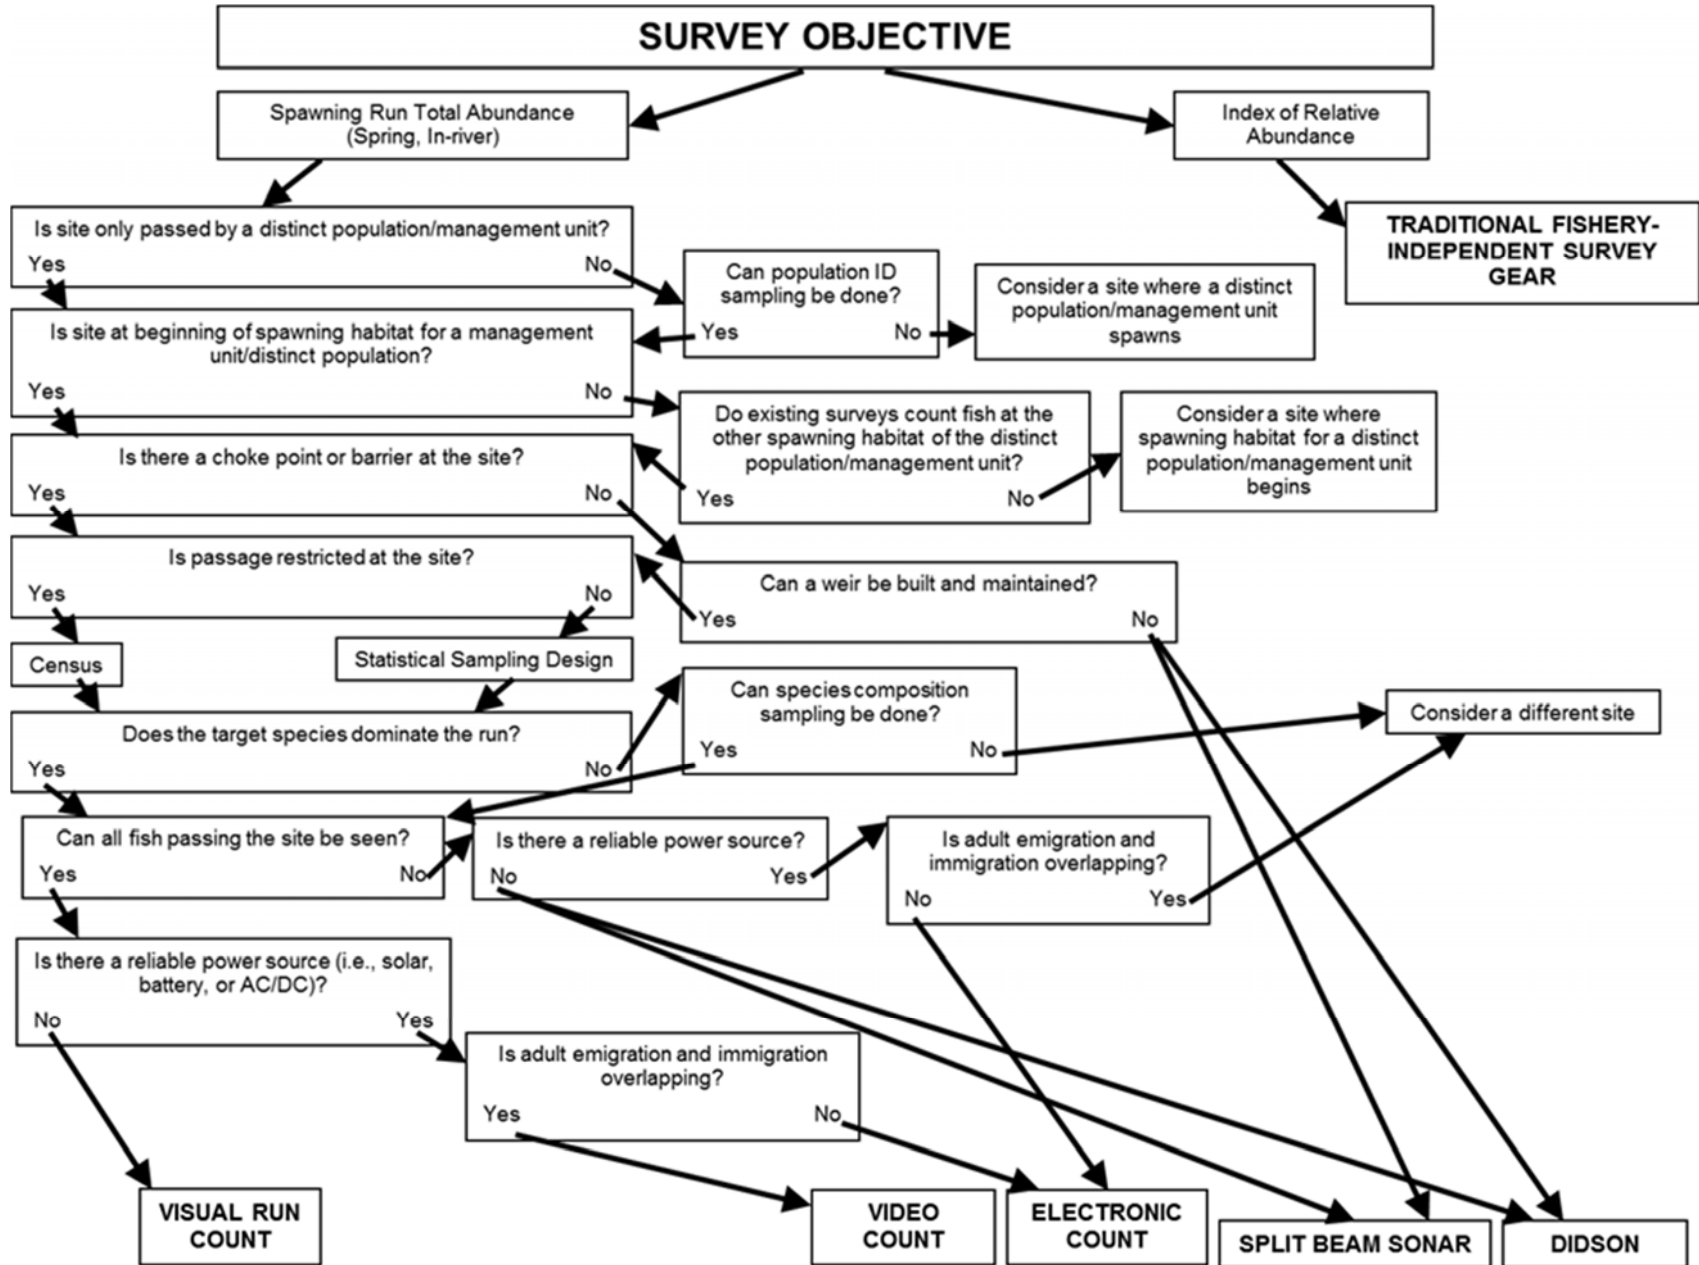 SURVEY OBJECTIVE
Spawning Run Total Abundance
(Spring, In-river)
Index of Relative
Abundance
TRADITIONAL FISHERY-
INDEPENDENT SURVEY
GEAR
Is site only passed by a distinct population/management unit?
Yes
No
Can population ID
sampling be done?
Yes
No
Consider a site where a distinct
population/management unit
spawns
Is site at beginning of spawning habitat for a management
unit/distinct population?
Yes
No
Do existing surveys count fish at the
other spawning habitat of the distinct
population/management unit?
Yes
No
Consider a site where
spawning habitat for a distinct
population/management unit
begins
Is there a choke point or barrier at the site?
Yes
No
Is passage restricted at the site?
Yes
No
Can a weir be built and maintained?
Yes
No
Census
Statistical Sampling Design
Can species composition
sampling be done?
Yes
No
Consider a different site
Does the target species dominate the run?
Yes
No
Can all fish passing the site be seen?
Yes
No
Is there a reliable power source?
No
Yes
Is adult emigration and
immigration overlapping?
No
Yes
Is there a reliable power source (i.e., solar,
battery, or AC/DC)?
No
Yes
Is adult emigration and immigration
overlapping?
Yes
No
VISUAL RUN
COUNT
VIDEO
COUNT
ELECTRONIC
COUNT
SPLIT BEAM SONAR
DIDSON